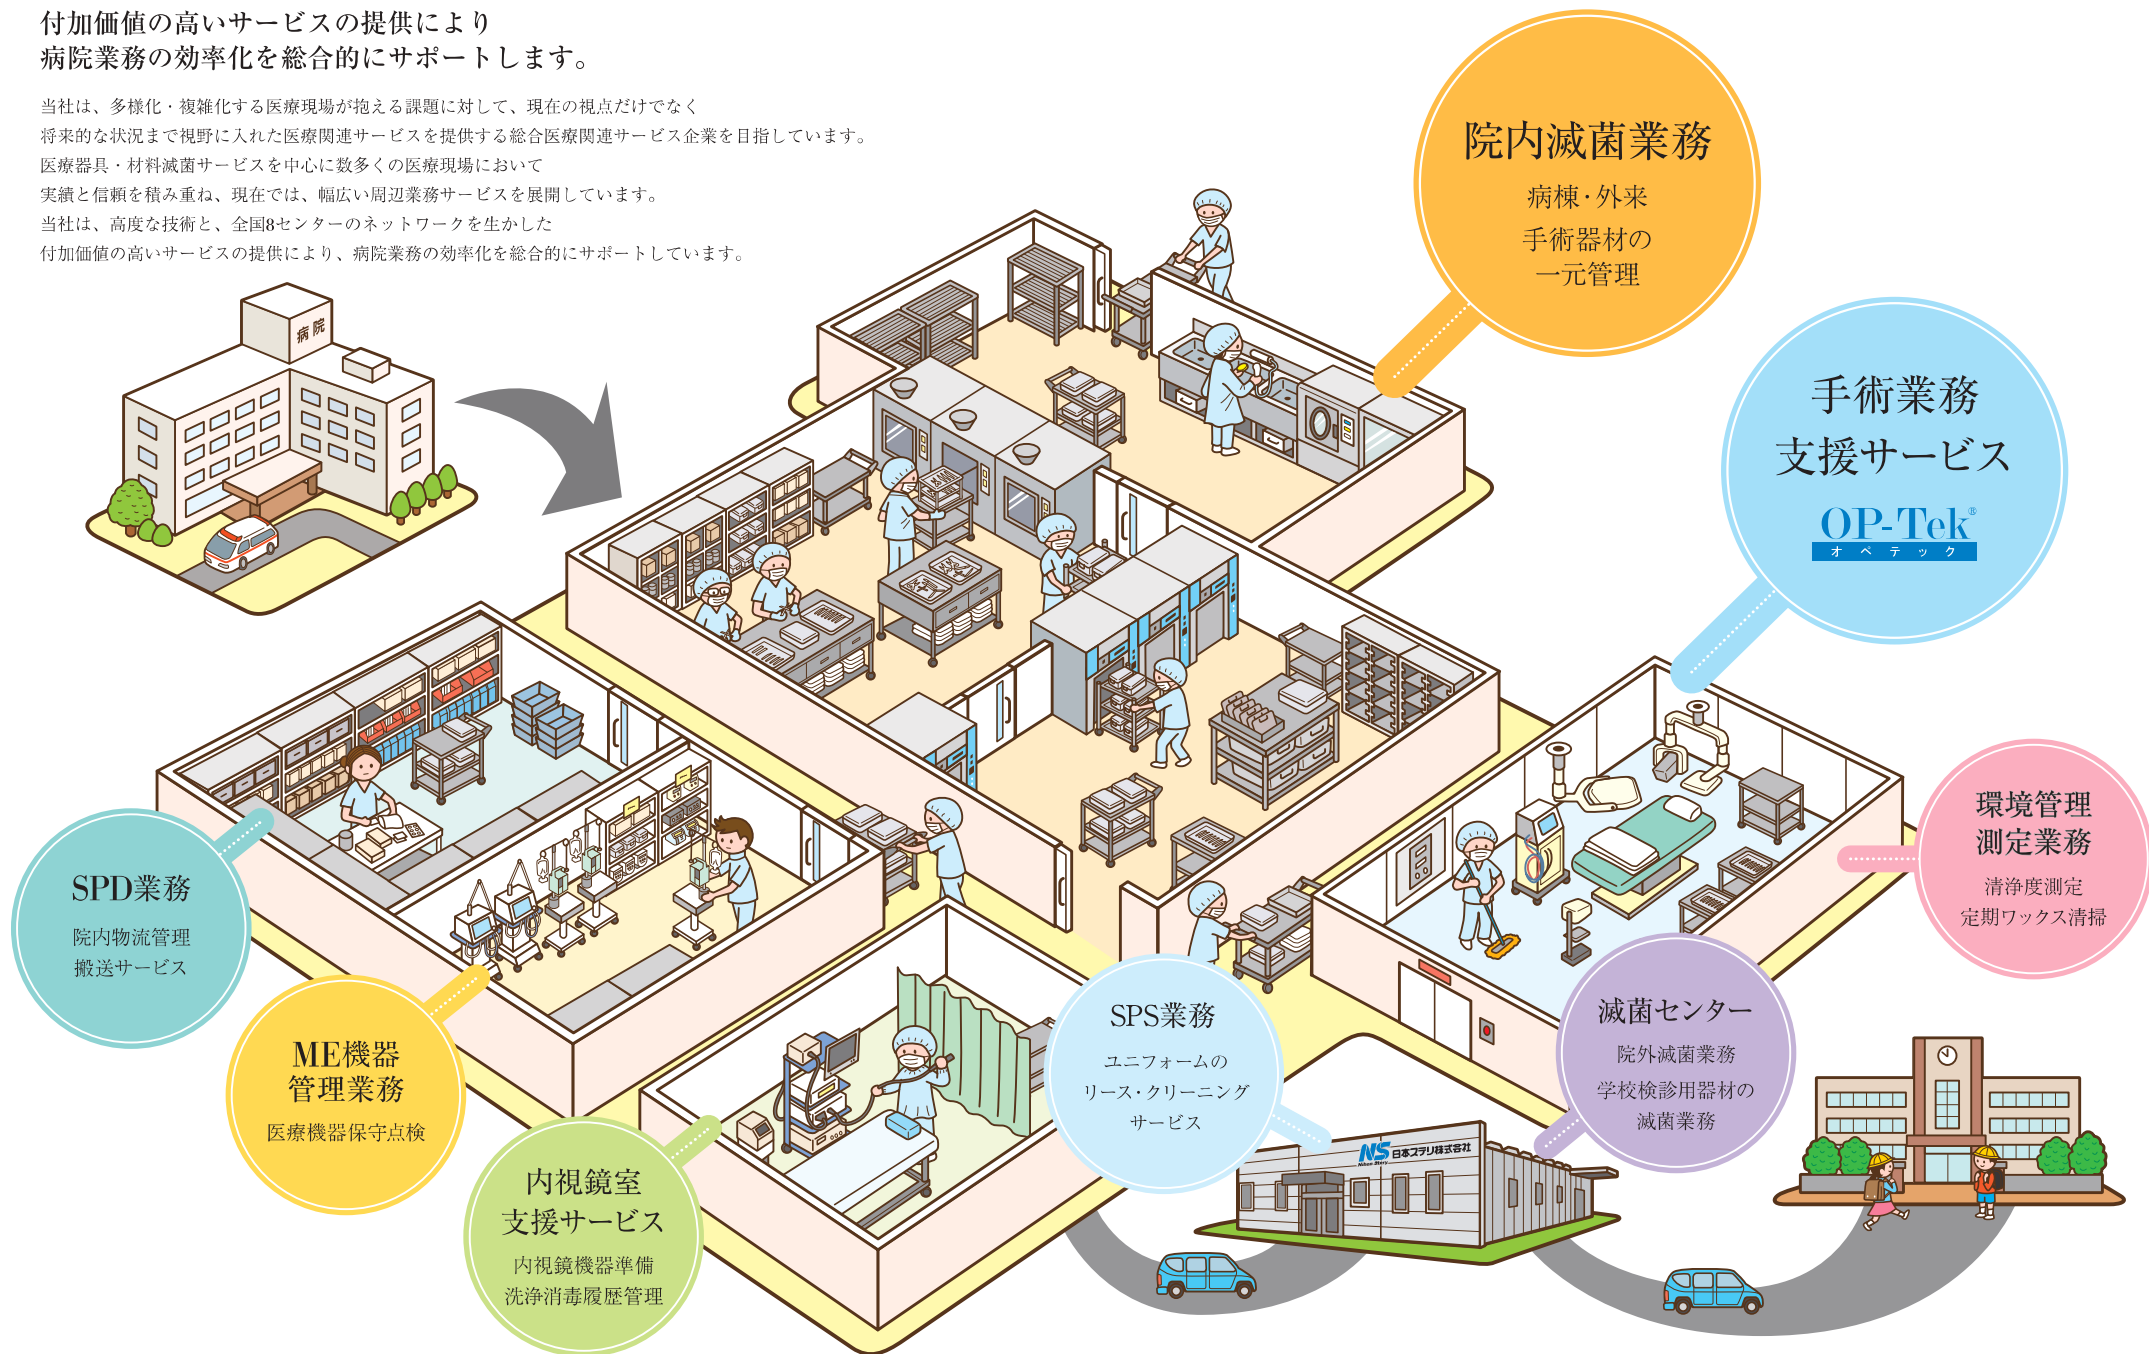 付加価値の高いサービスの提供により
病院業務の効率化を総合的にサポートします。
当社は、多様化・複雑化する医療現場が抱える課題に対して、現在の視点だけでなく
将来的な状況まで視野に入れた医療関連サービスを提供する総合医療関連サービス企業を目指しています。
医療器具・材料滅菌サービスを中心に数多くの医療現場において
実績と信頼を積み重ね、現在では、幅広い周辺業務サービスを展開しています。
当社は、高度な技術と、全国8センターのネットワークを生かした
付加価値の高いサービスの提供により、病院業務の効率化を総合的にサポートしています。
病院
院内滅菌業務
病棟・外来
手術器材の
一元管理
手術業務
支援サービス
OP-Tek®
オペテック
環境管理
測定業務
清浄度測定
定期ワックス清掃
SPD業務
院内物流管理
搬送サービス
ME機器
管理業務
医療機器保守点検
内視鏡室
支援サービス
内視鏡機器準備
洗浄消毒履歴管理
SPS業務
ユニフォームの
リース・クリーニング
サービス
滅菌センター
院外滅菌業務
学校検診用器材の
滅菌業務
NS 日本ステリ株式会社
Nihon Stery